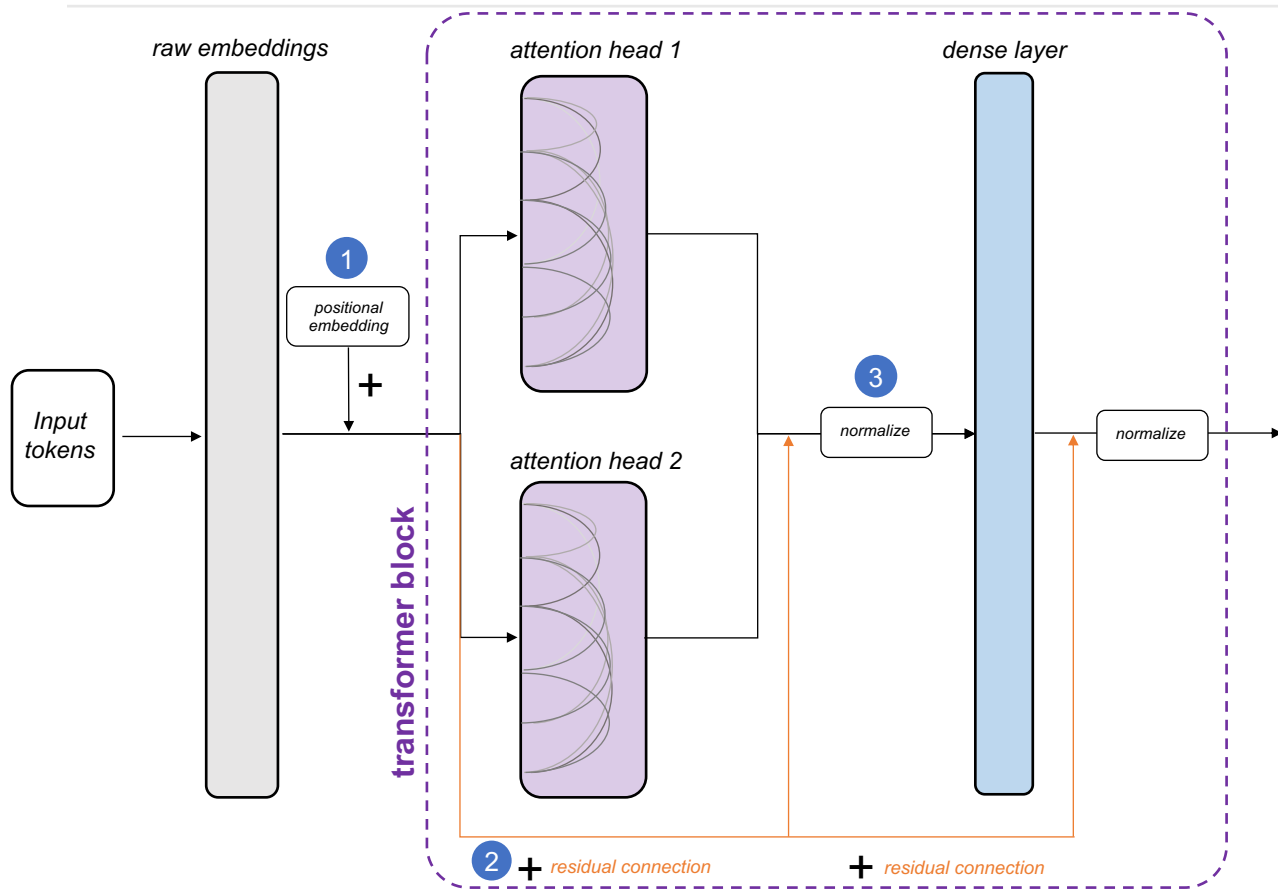 raw embeddings
attention head 1
dense layer
1
positional
embedding
+
3
Input
tokens
normalize
normalize
attention head 2
transformer block
2
+ residual connection
+ residual connection